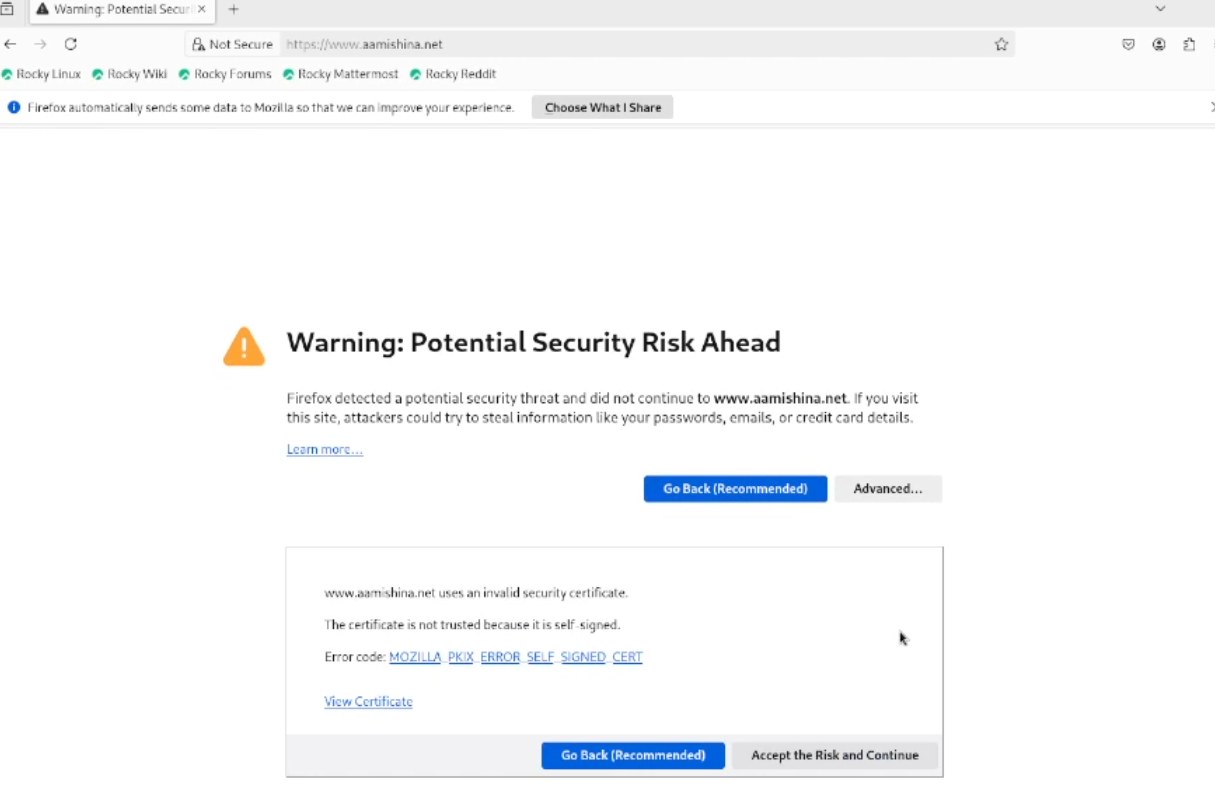 Warning: Potential Securi
Not Secure https://www.aamishina.net
Rocky Linux Rocky Wiki Rocky Forums Rocky Mattermost Rocky Reddit
Firefox automatically sends some data to Mozilla so that we can improve your experience. Choose What I Share
Warning: Potential Security Risk Ahead
Firefox detected a potential security threat and did not continue to www.aamishina.net. If you visit
this site, attackers could try to steal information like your passwords, emails, or credit card details.
Learn more...
Go Back (Recommended) Advanced...
www.aamishina.net uses an invalid security certificate.
The certificate is not trusted because it is self-signed.
Error code: MOZILLA_PKIX_ERROR_SELF_SIGNED_CERT
View Certificate
Go Back (Recommended) Accept the Risk and Continue